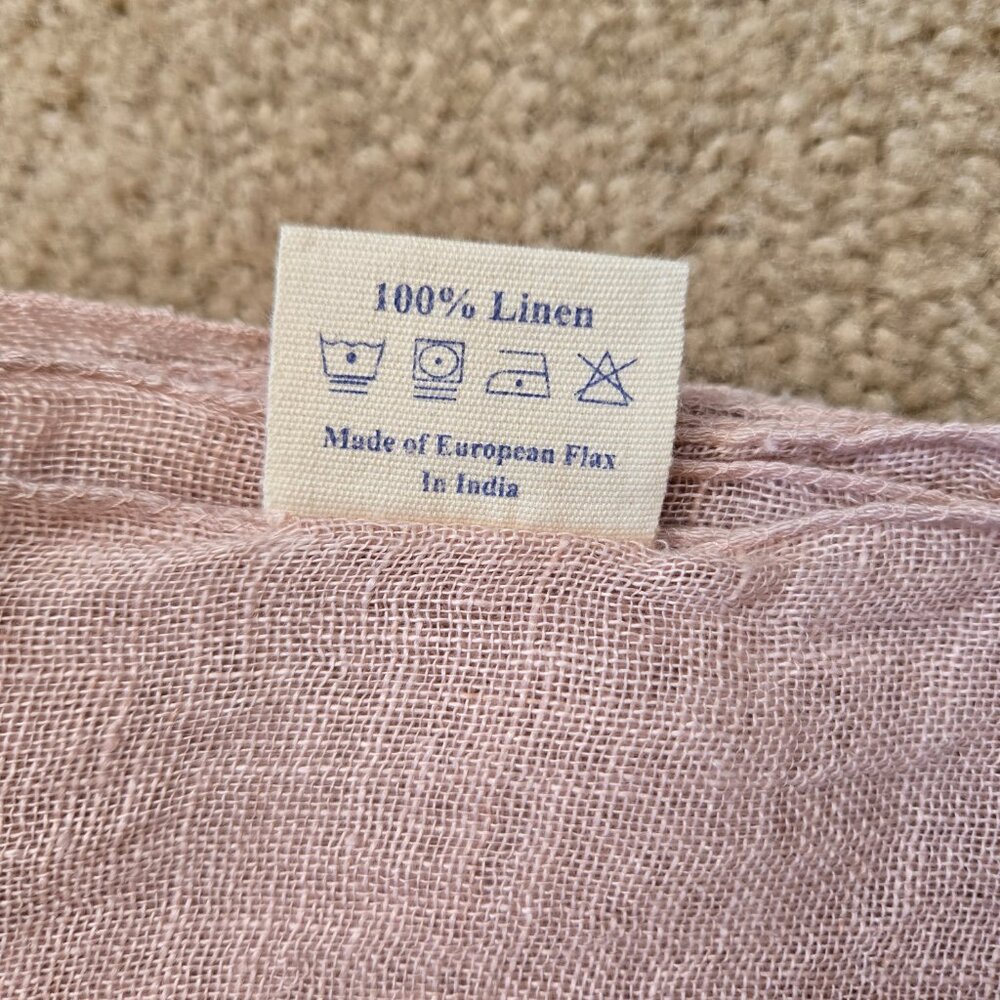 100% Linen
Made of European Flax
In India